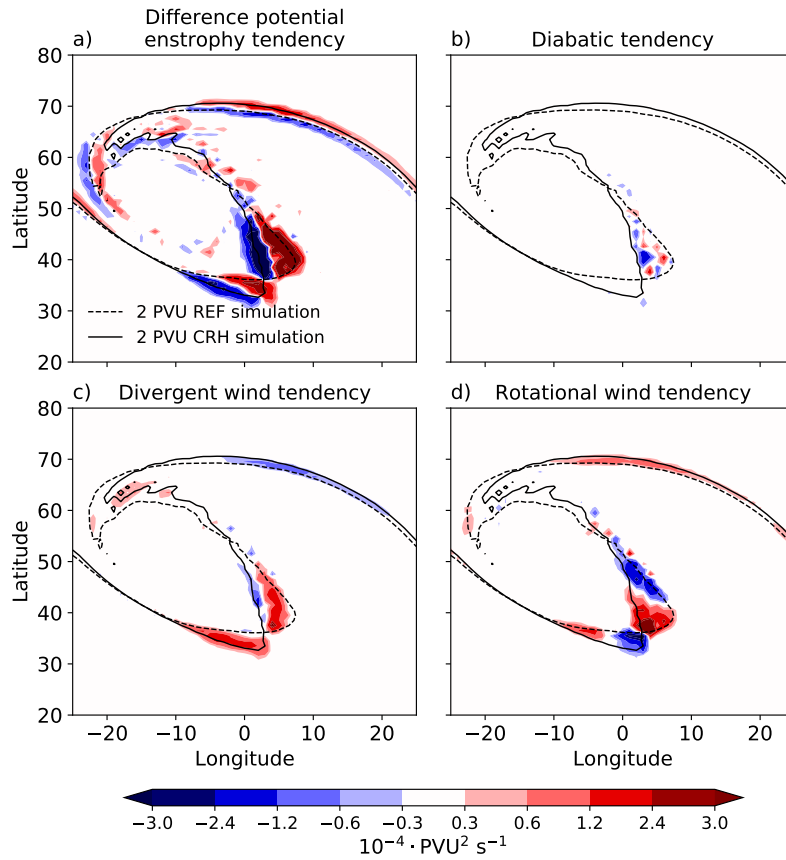 Difference potential
enstrophy tendency
a)
b)
Diabatic tendency
80
70
60
50
40
30
20
Latitude
2 PVU REF simulation
2 PVU CRH simulation
c)
Divergent wind tendency
d)
Rotational wind tendency
80
70
60
50
40
30
20
Latitude
−20
−10
0
10
20
Longitude
−20
−10
0
10
20
Longitude
−3.0
−2.4
−1.2
−0.6
−0.3
0.3
0.6
1.2
2.4
3.0
10⁻⁴ · PVU² s⁻¹